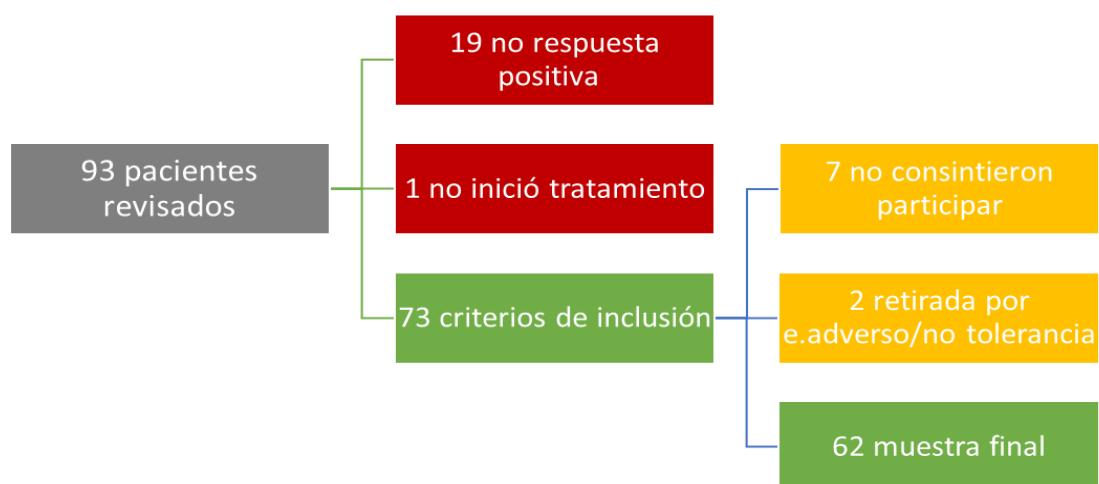 93 pacientes
revisados
19 no respuesta
positiva
1 no inició tratamiento
73 criterios de inclusión
7 no consintieron
participar
2 retirada por
e.adverso/no tolerancia
62 muestra final